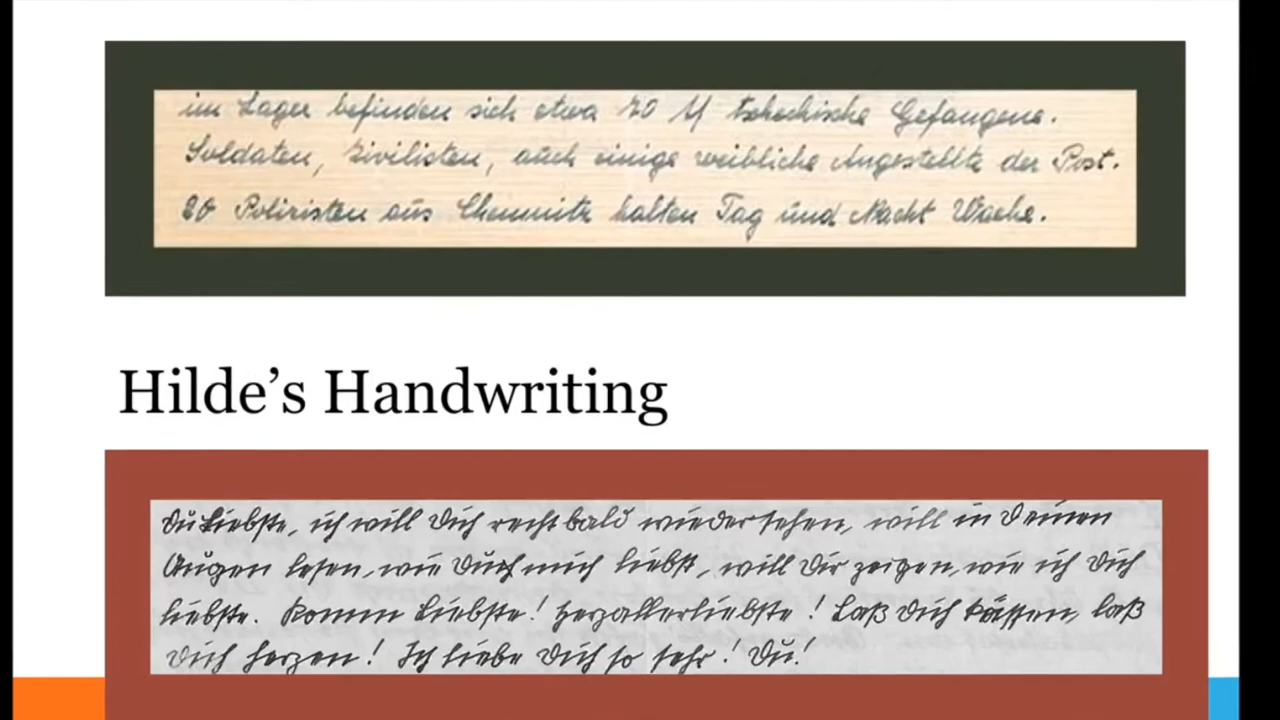 im Lager befinden sich etwa 20 tschechische Gefangene.
Soldaten, Zivilisten, auch einige weibliche Angestellte der Post.
20 Polizisten aus Chemnitz halten Tag und Nacht Wache.
Hilde’s Handwriting
Du Liebste, ich will Dich recht bald wiedersehen, will in Deinen
Augen lesen, wie Du mich liebst, will Dir zeigen, wie ich Dich
liebste. Komm Liebste! Herzallerliebste! Laß Dich küssen, laß
Dich herzen! Ich liebe Dich so sehr! Du!